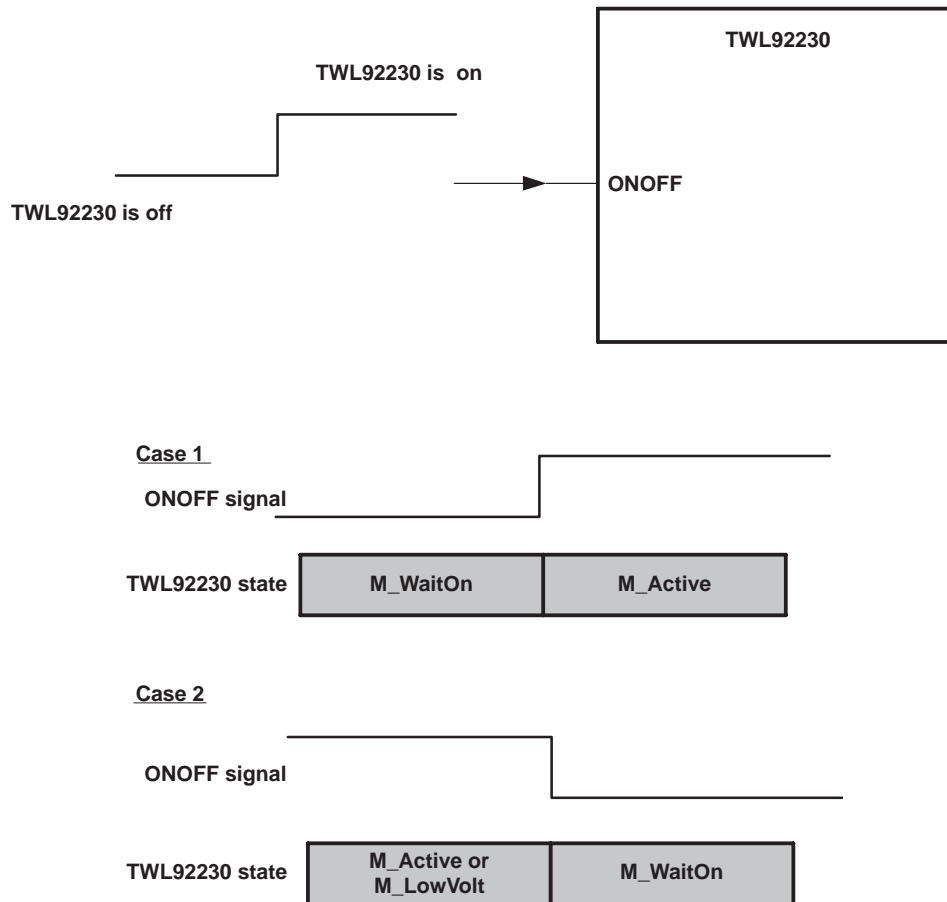 TWL92230
TWL92230 is on
ONOFF
TWL92230 is off
Case 1
ONOFF signal
TWL92230 state
M_WaitOn
M_Active
Case 2
ONOFF signal
TWL92230 state
M_Active or
M_LowVolt
M_WaitOn